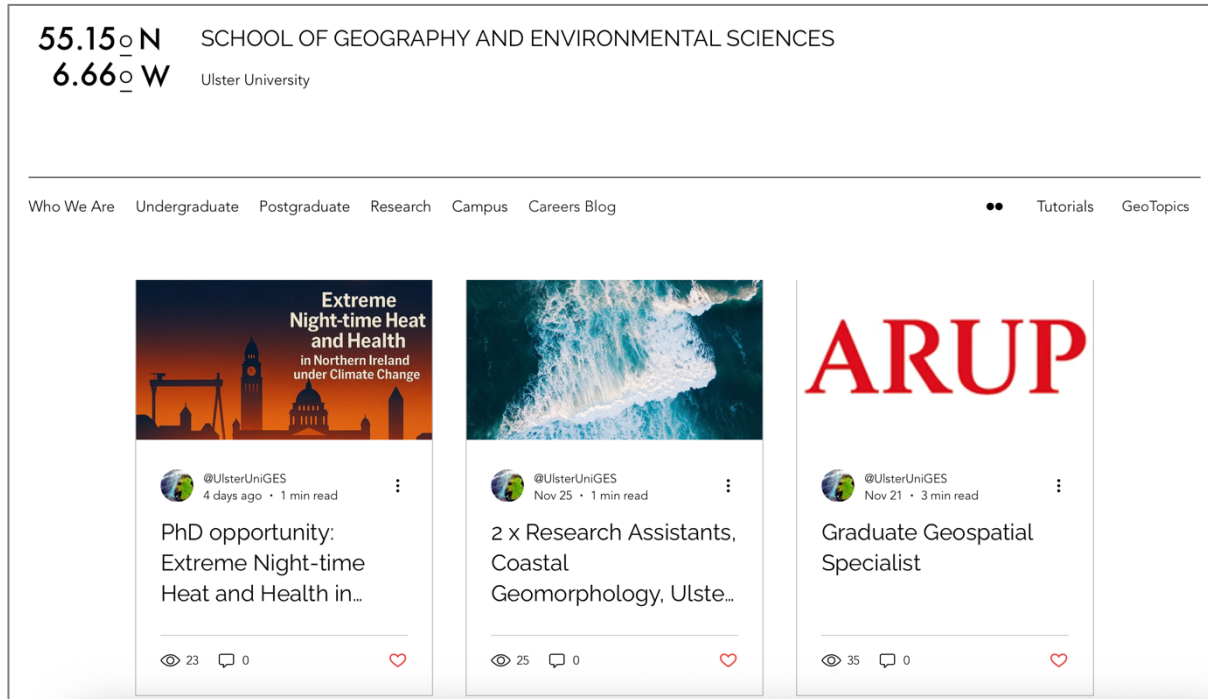 55.15o N
6.66o W
SCHOOL OF GEOGRAPHY AND ENVIRONMENTAL SCIENCES
Ulster University
Who We Are Undergraduate Postgraduate Research Campus Careers Blog Tutorials GeoTopics
Extreme
Night-time Heat
and Health
in Northern Ireland
under Climate Change
@UlsterUniGES
4 days ago · 1 min read
PhD opportunity:
Extreme Night-time
Heat and Health in…
23 0
@UlsterUniGES
Nov 25 · 1 min read
2 x Research Assistants,
Coastal
Geomorphology, Ulste…
25 0
ARUP
@UlsterUniGES
Nov 21 · 3 min read
Graduate Geospatial
Specialist
35 0